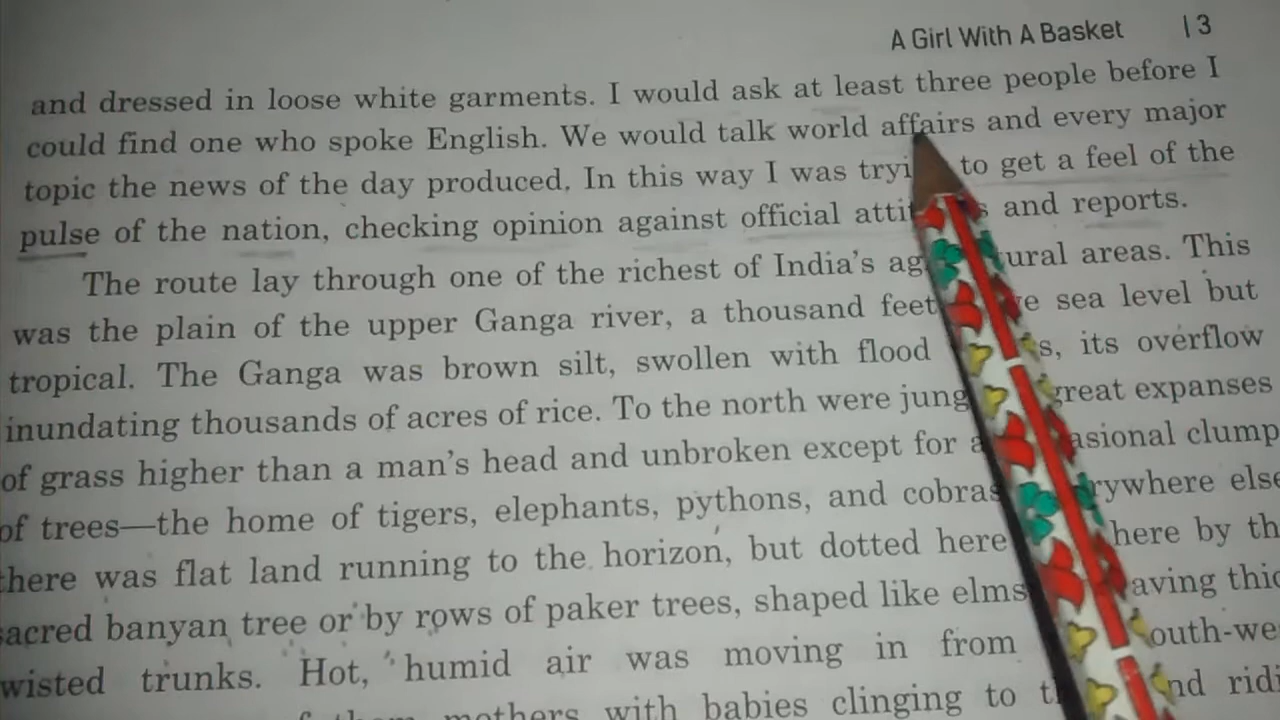 A Girl With A Basket | 3
and dressed in loose white garments. I would ask at least three people before I
could find one who spoke English. We would talk world affairs and every major
topic the news of the day produced. In this way I was tryi to get a feel of the
pulse of the nation, checking opinion against official atti s and reports.
The route lay through one of the richest of India's ag tural areas. This
was the plain of the upper Ganga river, a thousand feet ve sea level but
tropical. The Ganga was brown silt, swollen with flood s, its overflow
inundating thousands of acres of rice. To the north were jung great expanses
of grass higher than a man's head and unbroken except for a asional clump
of trees—the home of tigers, elephants, pythons, and cobras rywhere else
here was flat land running to the horizon, but dotted here here by th
sacred banyan tree or by rows of paker trees, shaped like elms aving thic
wisted trunks. Hot, humid air was moving in from outh-we
mothers with babies clinging to nd ridi